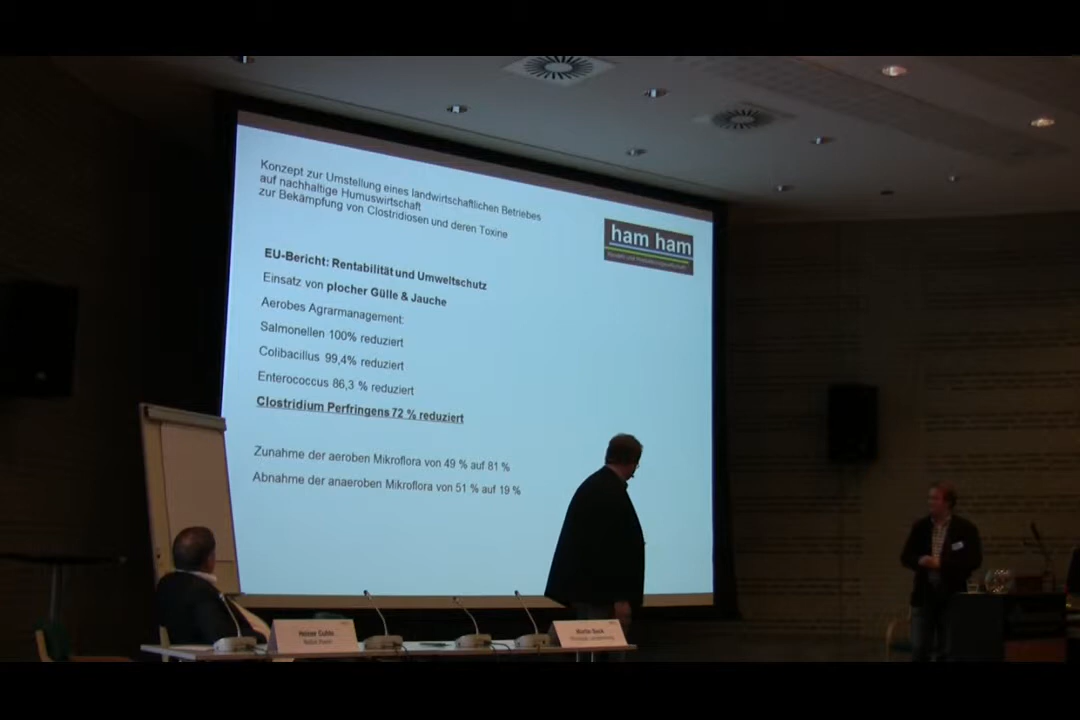 Konzept zur Umstellung eines landwirtschaftlichen Betriebes
auf nachhaltige Humuswirtschaft
zur Bekämpfung von Clostridiosen und deren Toxine
ham ham
EU-Bericht: Rentabilität und Umweltschutz
Einsatz von plocher Gülle & Jauche
Aerobes Agrarmanagement:
Salmonellen 100% reduziert
Colibacillus 99,4% reduziert
Enterococcus 86,3 % reduziert
Clostridium Perfringens 72 % reduziert
Zunahme der aeroben Mikroflora von 49 % auf 81 %
Abnahme der anaeroben Mikroflora von 51 % auf 19 %